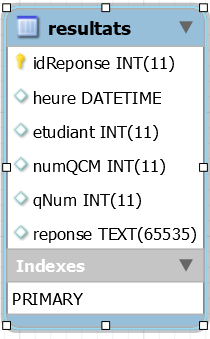 resultats
idReponse INT(11)
heure DATETIME
etudiant INT(11)
numQCM INT(11)
qNum INT(11)
reponse TEXT(65535)
Indexes
PRIMARY